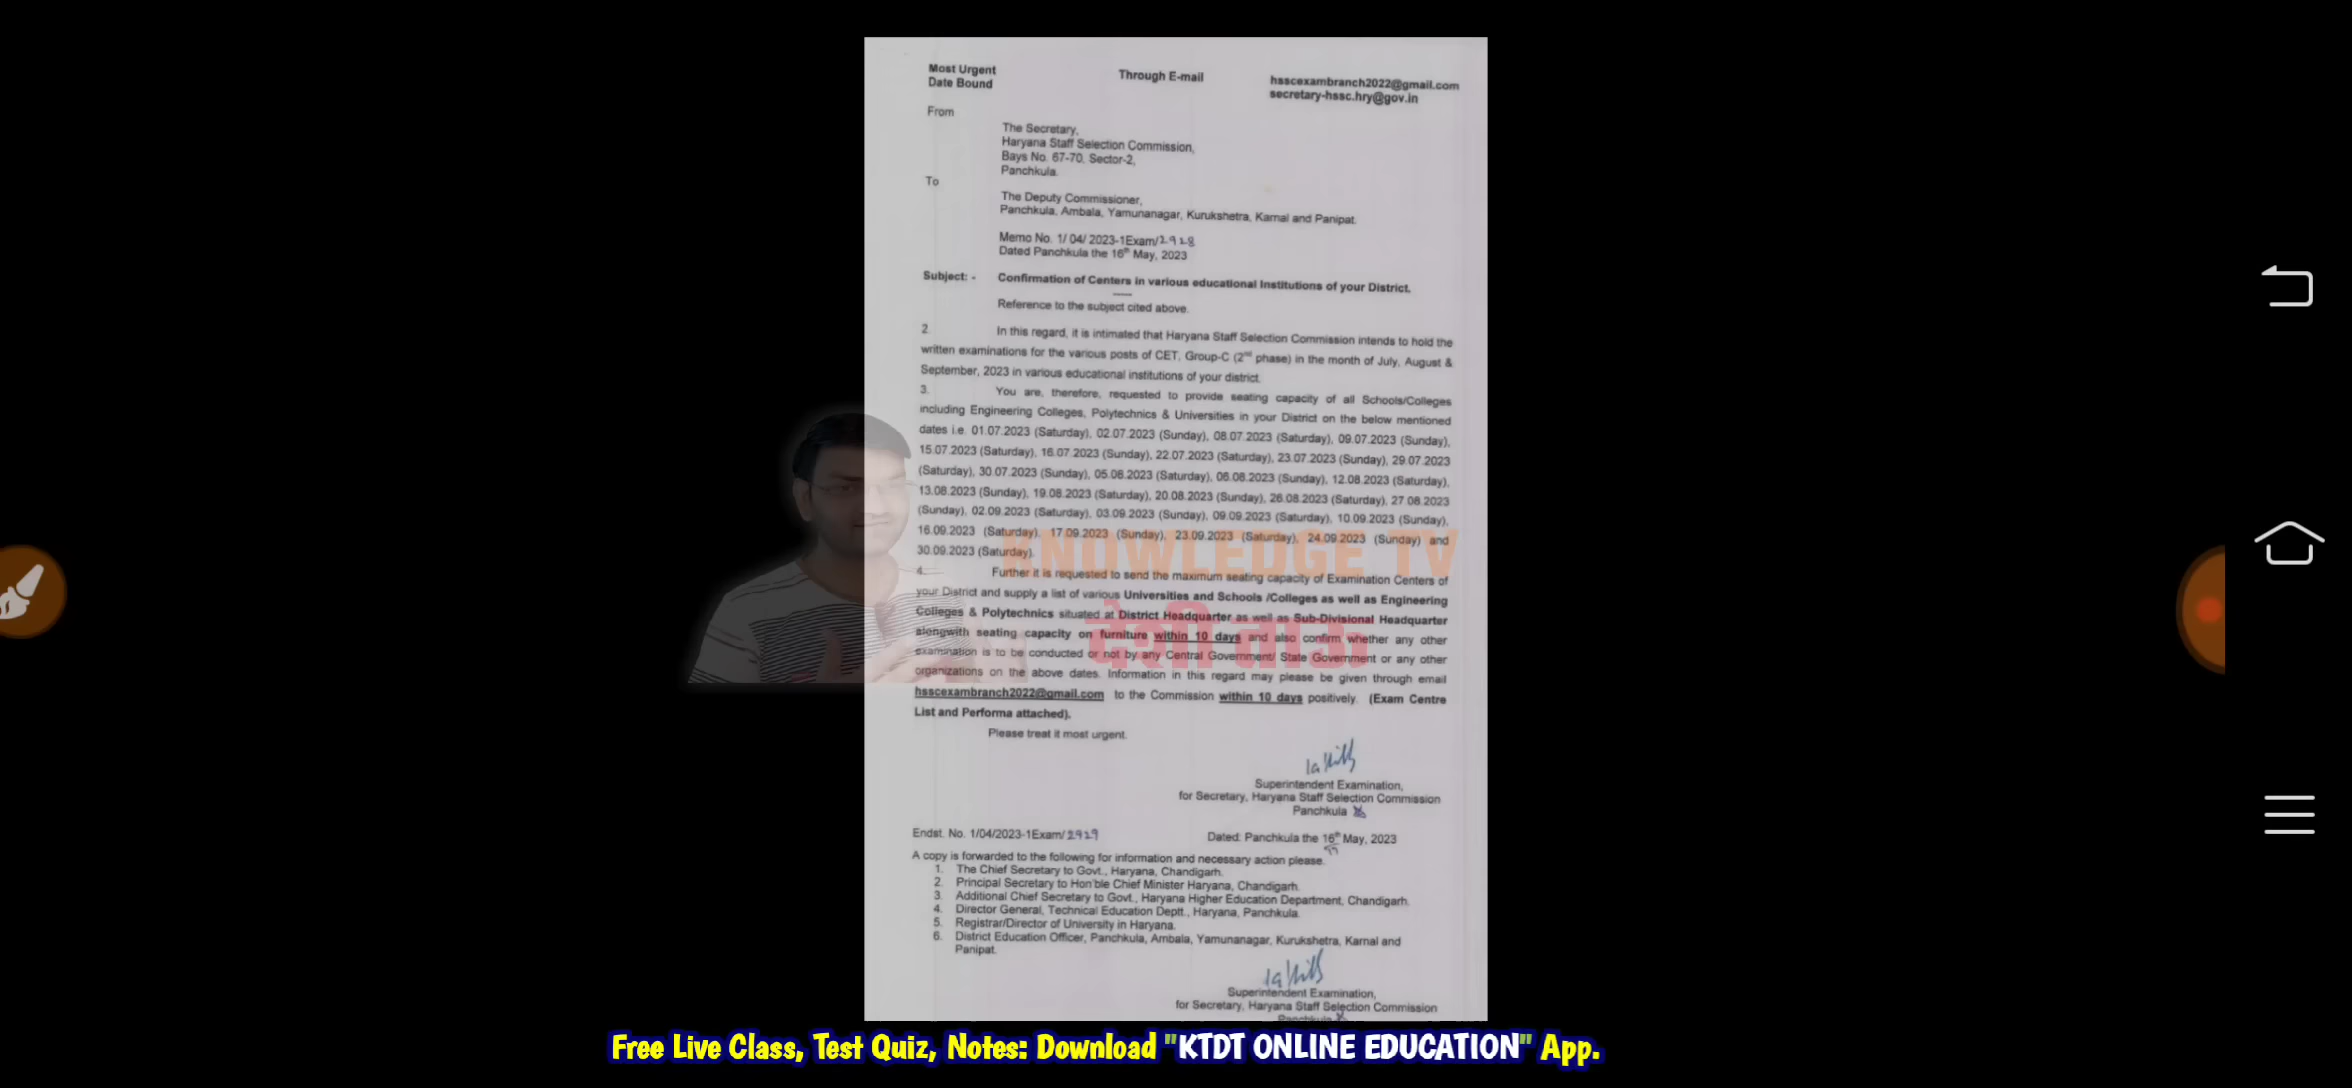 Most Urgent
Date Bound
Through E-mail
hsscexambranch2022@gmail.com
secretary-hssc.hry@gov.in
From
The Secretary,
Haryana Staff Selection Commission,
Bays No. 67-70, Sector-2,
Panchkula.
To
The Deputy Commissioner,
Panchkula, Ambala, Yamunanagar, Kurukshetra, Karnal and Panipat.
Memo No. 1/ 04/ 2023-1Exam/2928
Dated Panchkula the 16th May, 2023
Subject: - Confirmation of Centers in various educational Institutions of your District.
Reference to the subject cited above.
2. In this regard, it is intimated that Haryana Staff Selection Commission intends to hold the
written examinations for the various posts of CET, Group-C (2nd phase) in the month of July, August &
September, 2023 in various educational institutions of your district.
3. You are, therefore, requested to provide seating capacity of all Schools/Colleges
including Engineering Colleges, Polytechnics & Universities in your District on the below mentioned
dates i.e. 01.07.2023 (Saturday), 02.07.2023 (Sunday), 08.07.2023 (Saturday), 09.07.2023 (Sunday),
15.07.2023 (Saturday), 16.07.2023 (Sunday), 22.07.2023 (Saturday), 23.07.2023 (Sunday), 29.07.2023
(Saturday), 30.07.2023 (Sunday), 05.08.2023 (Saturday), 06.08.2023 (Sunday), 12.08.2023 (Saturday),
13.08.2023 (Sunday), 19.08.2023 (Saturday), 20.08.2023 (Sunday), 26.08.2023 (Saturday), 27.08.2023
(Sunday), 02.09.2023 (Saturday), 03.09.2023 (Sunday), 09.09.2023 (Saturday), 10.09.2023 (Sunday),
16.09.2023 (Saturday), 17.09.2023 (Sunday), 23.09.2023 (Saturday), 24.09.2023 (Sunday) and
30.09.2023 (Saturday).
KNOWLEDGE TV
4. Further it is requested to send the maximum seating capacity of Examination Centers of
your District and supply a list of various Universities and Schools /Colleges as well as Engineering
Colleges & Polytechnics situated at District Headquarter as well as Sub-Divisional Headquarter
alongwith seating capacity on furniture within 10 days and also confirm whether any other
देशी ताऊ
examination is to be conducted or not by any Central Government/ State Government or any other
organizations on the above dates. Information in this regard may please be given through email
hsscexambranch2022@gmail.com to the Commission within 10 days positively. (Exam Centre
List and Performa attached).
Please treat it most urgent.
Superintendent Examination,
for Secretary, Haryana Staff Selection Commission
Panchkula
Endst. No. 1/04/2023-1Exam/2929
Dated: Panchkula the 16th May, 2023
A copy is forwarded to the following for information and necessary action please.
1. The Chief Secretary to Govt., Haryana, Chandigarh.
2. Principal Secretary to Hon'ble Chief Minister Haryana, Chandigarh.
3. Additional Chief Secretary to Govt., Haryana Higher Education Department, Chandigarh.
4. Director General, Technical Education Deptt., Haryana, Panchkula.
5. Registrar/Director of University in Haryana.
6. District Education Officer, Panchkula, Ambala, Yamunanagar, Kurukshetra, Karnal and
Panipat.
Superintendent Examination,
for Secretary, Haryana Staff Selection Commission
Panchkula
Free Live Class, Test Quiz, Notes: Download "KTDT ONLINE EDUCATION" App.